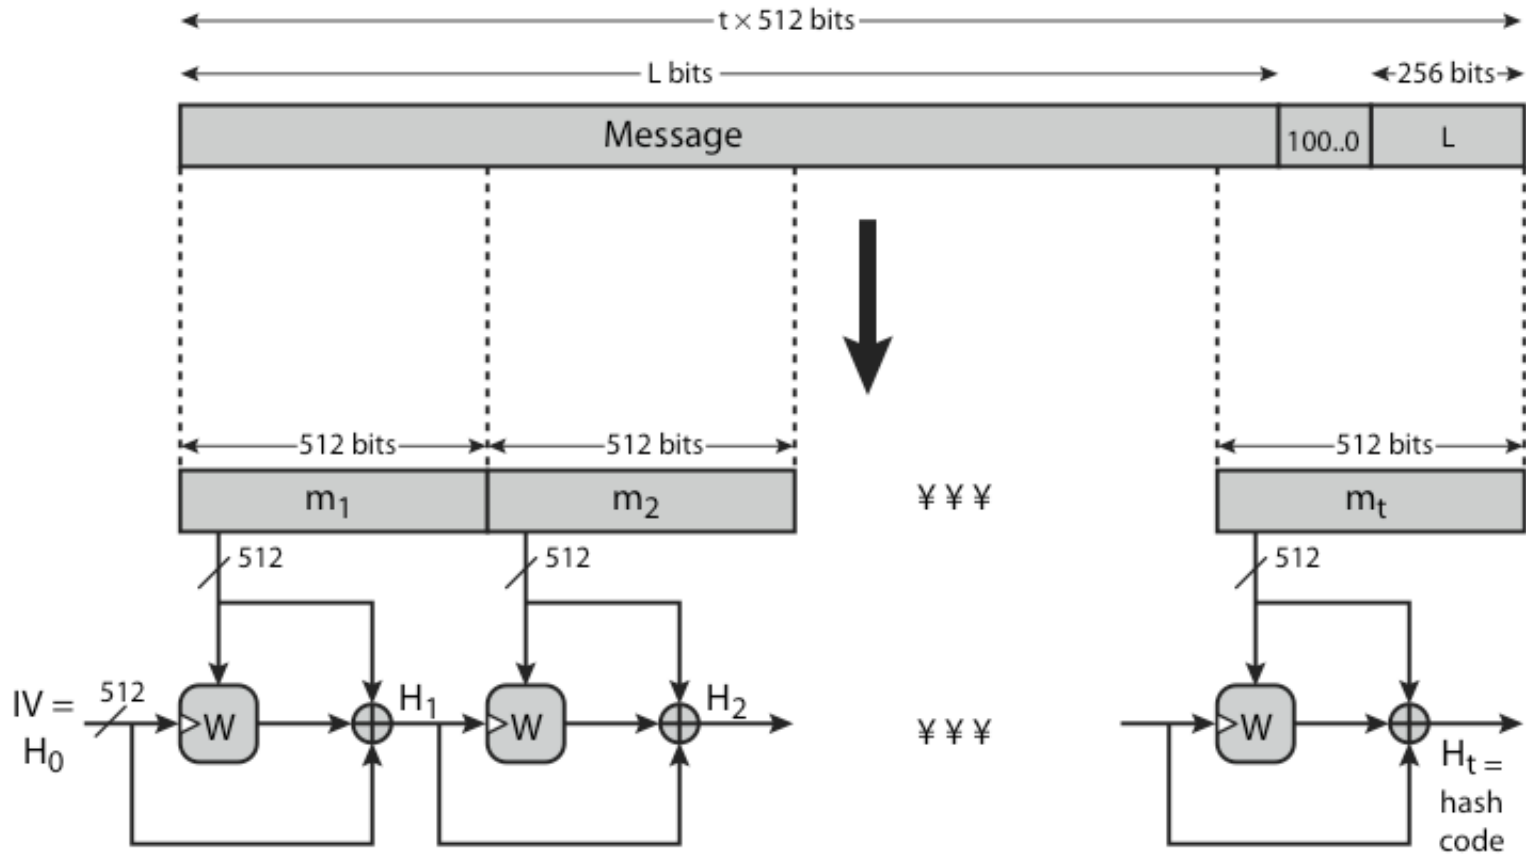 t × 512 bits
L bits
256 bits
Message
100..0
L
512 bits
512 bits
512 bits
m1
m2
¥ ¥ ¥
mt
512
512
512
IV =
H0
512
W
H1
W
H2
¥ ¥ ¥
W
Ht =
hash
code